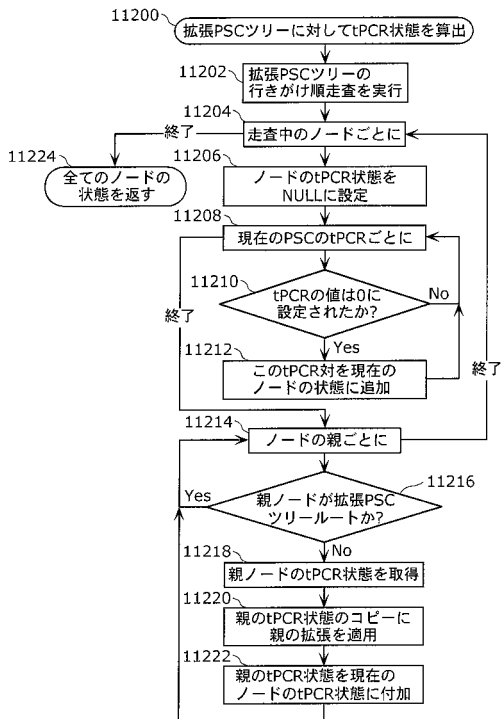 11200
拡張PSCツリーに対してtPCR状態を算出
11202
拡張PSCツリーの
行きがけ順走査を実行
11204
走査中のノードごとに
終了
11224
全てのノードの
状態を返す
11206
ノードのtPCR状態を
NULLに設定
11208
現在のPSCのtPCRごとに
11210
tPCRの値は0に
設定されたか?
No
Yes
終了
11212
このtPCR対を現在の
ノードの状態に追加
終了
11214
ノードの親ごとに
11216
Yes
親ノードが拡張PSC
ツリールートか?
No
11218
親ノードのtPCR状態を取得
11220
親のtPCR状態のコピーに
親の拡張を適用
11222
親のtPCR状態を現在の
ノードのtPCR状態に付加